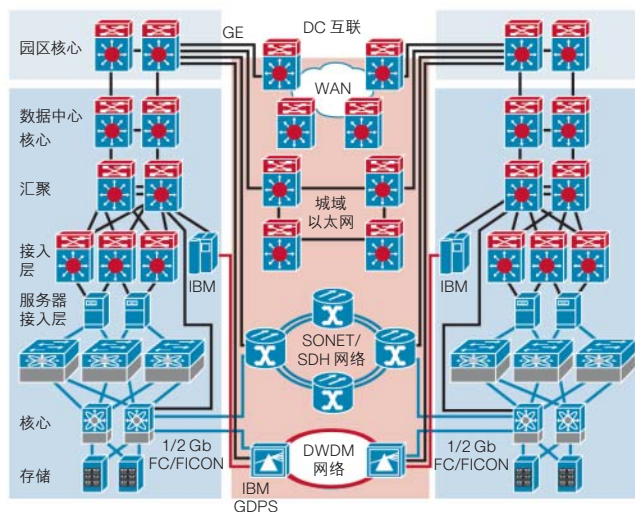 园区核心
GE
DC 互联
WAN
数据中心
核心
汇聚
城域
以太网
接入
层
IBM
IBM
服务器
接入层
SONET/
SDH 网络
核心
1/2 Gb
FC/FICON
DWDM
网络
1/2 Gb
FC/FICON
存储
IBM
GDPS